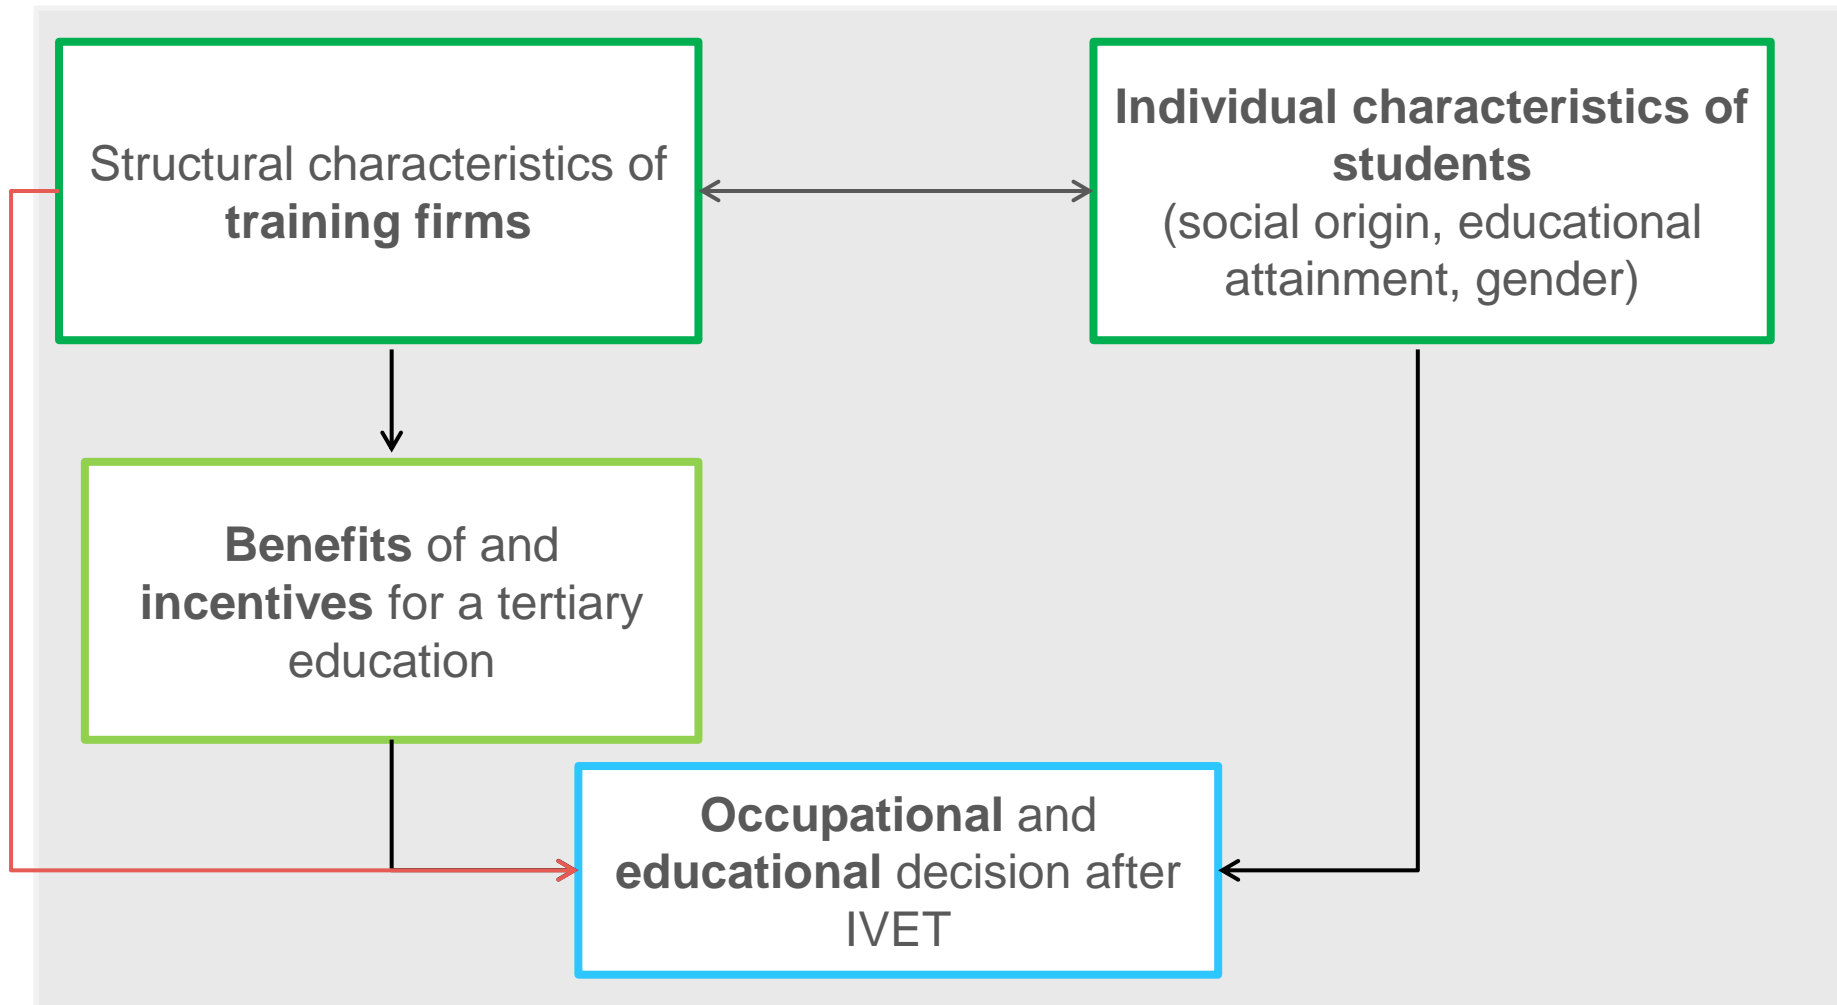 Structural characteristics of
training firms
Individual characteristics of
students
(social origin, educational
attainment, gender)
Benefits of and
incentives for a tertiary
education
Occupational and
educational decision after
IVET